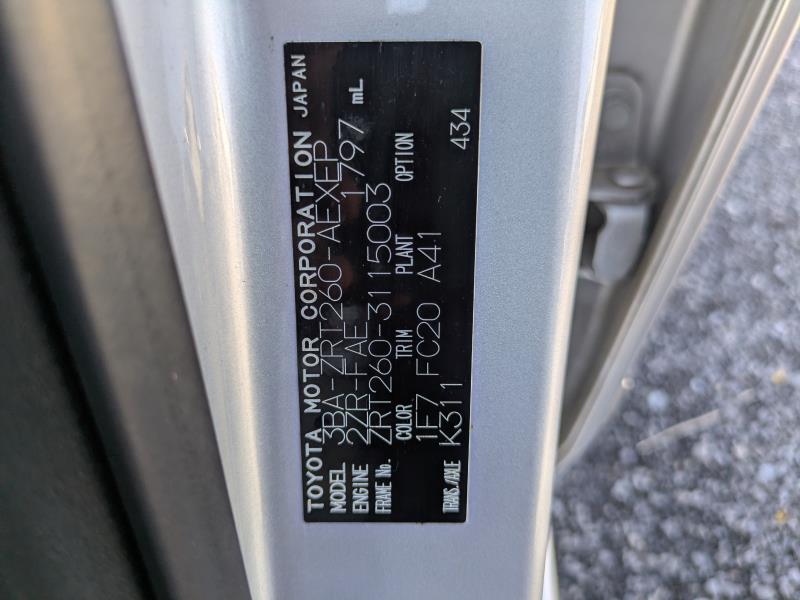 TOYOTA MOTOR CORPORATION JAPAN
MODEL 3BA-ZRT260-AEXEP
ENGINE 2ZR-FAE 1797 mL
FRAME No. ZRT260-3115003
COLOR TRIM PLANT OPTION
1F7 FC20 A41
TRANS./AXLE K311 434